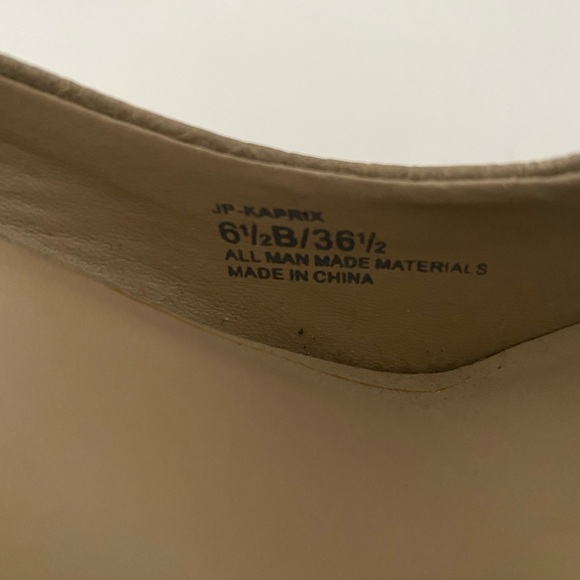 JP-KAPRIX
6½B/36½
ALL MAN MADE MATERIALS
MADE IN CHINA